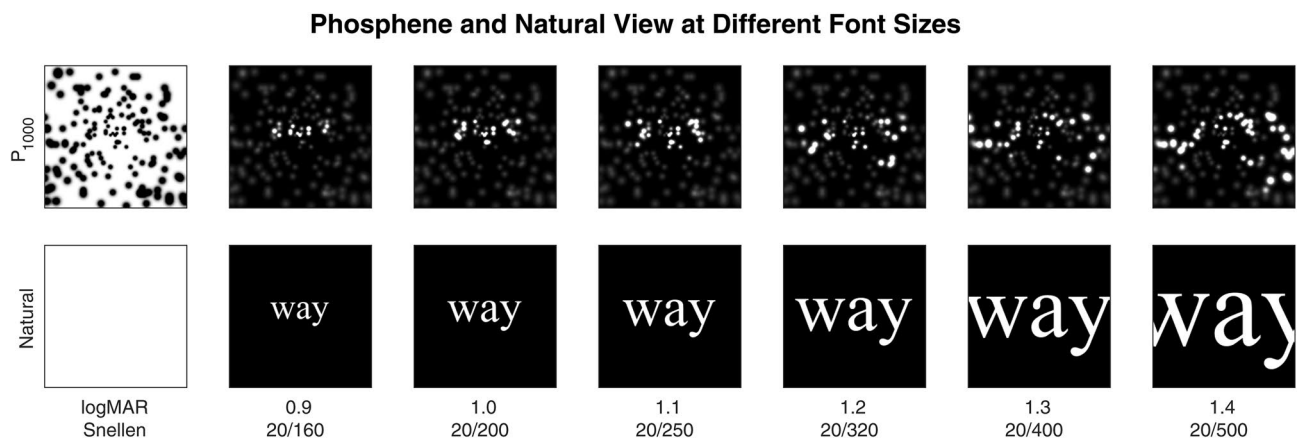 Phosphene and Natural View at Different Font Sizes
P1000
Natural
way way way way way way
logMAR 0.9 1.0 1.1 1.2 1.3 1.4
Snellen 20/160 20/200 20/250 20/320 20/400 20/500